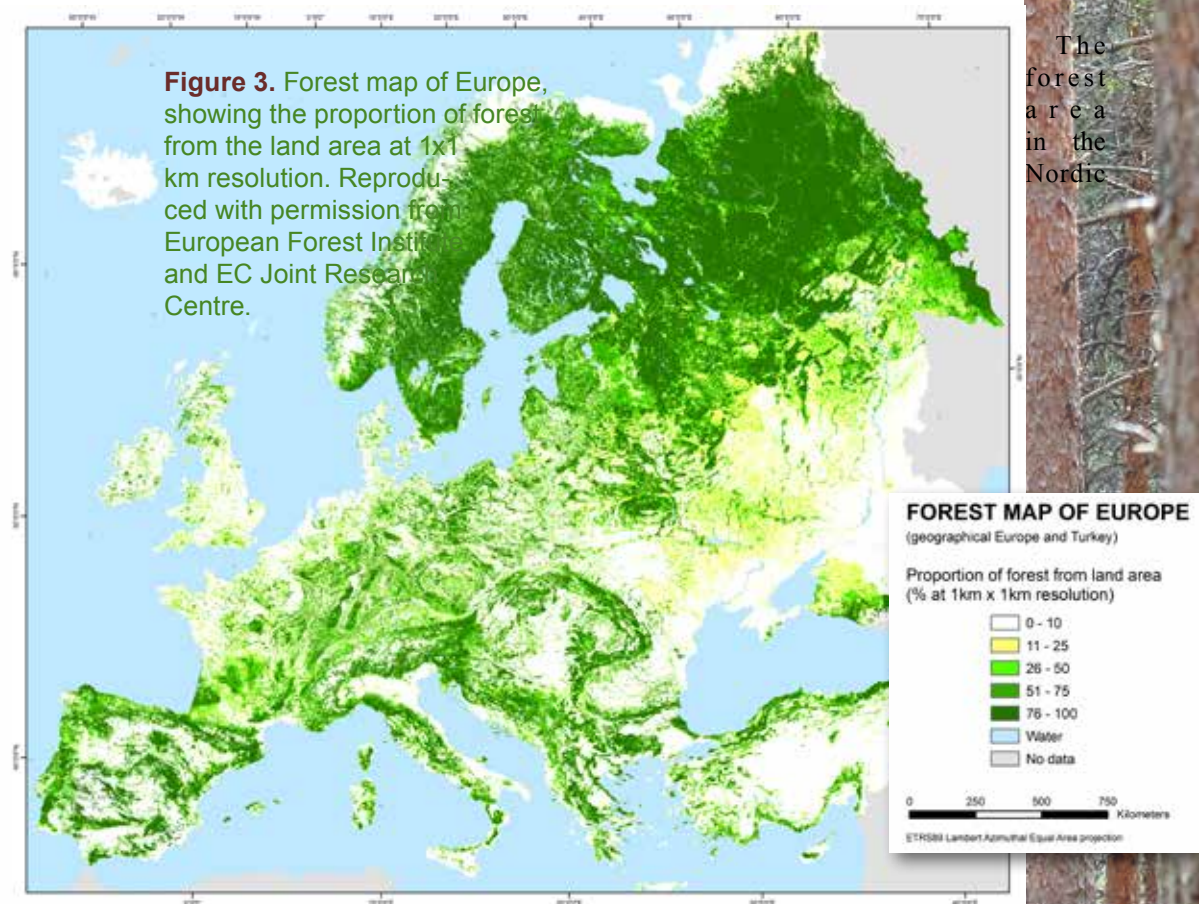 Figure 3. Forest map of Europe,
showing the proportion of forest
from the land area at 1x1
km resolution. Reprodu-
ced with permission from
European Forest Instit
and EC Joint Resear
Centre.
The
forest
area
in the
Nordic
FOREST MAP OF EUROPE
(geographical Europe and Turkey)
Proportion of forest from land area
(% at 1km x 1km resolution)
0 - 10
11 - 25
26 - 50
51 - 75
76 - 100
Water
No data
0 250 500 750
Kilometers
ETRS89 Lambert Azimuthal Equal Area projection